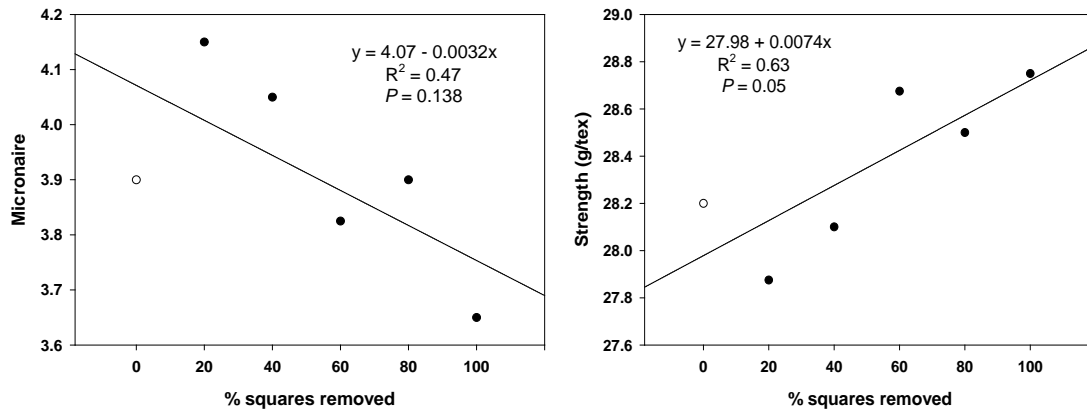 4.2
4.1
4.0
3.9
3.8
3.7
3.6
Micronaire
y = 4.07 - 0.0032x
R² = 0.47
P = 0.138
0 20 40 60 80 100
% squares removed
29.0
28.8
28.4
28.2
28.0
27.8
27.6
Strength (g/tex)
y = 27.98 + 0.0074x
R² = 0.63
P = 0.05
0 20 40 60 80 100
% squares removed